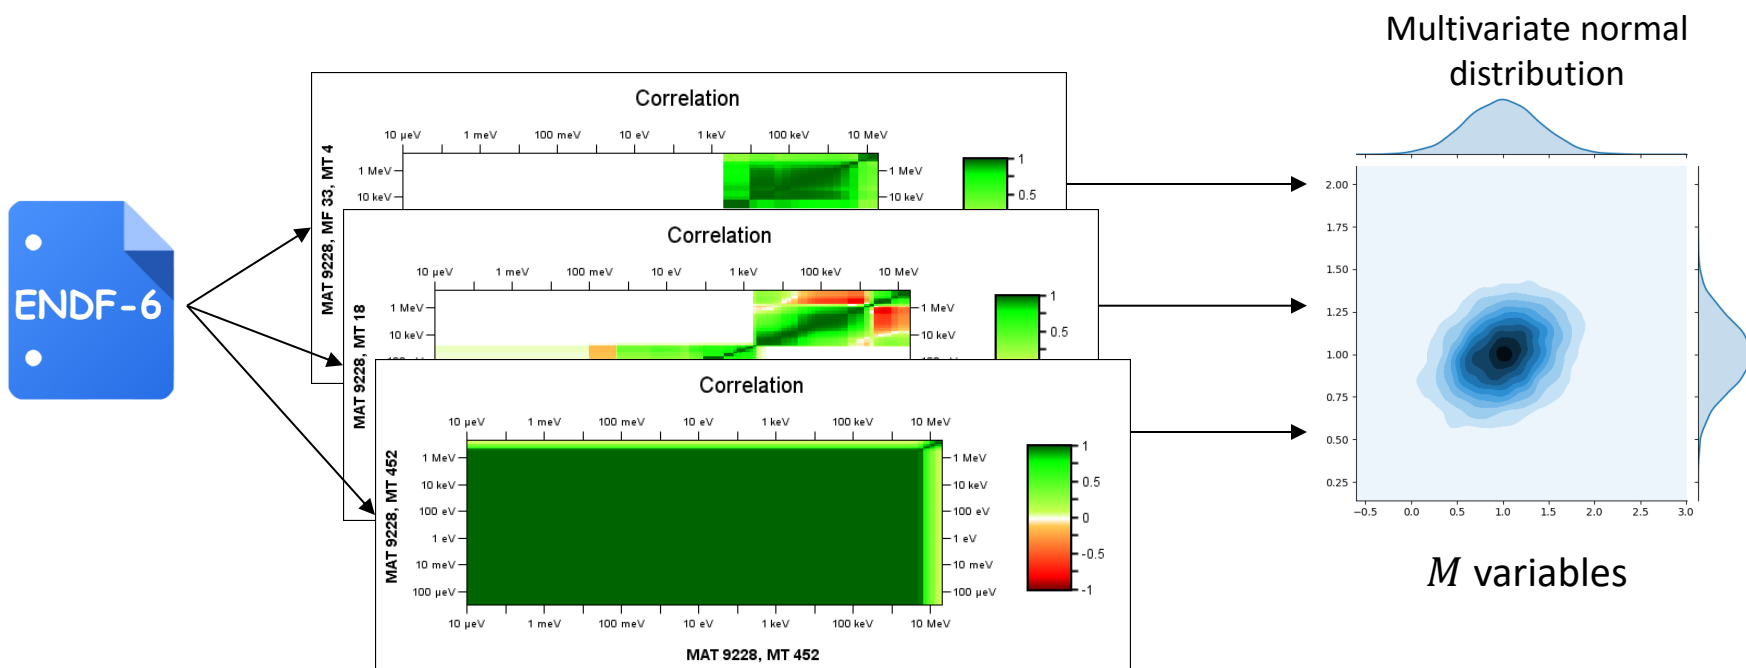 Multivariate normal
distribution
Correlation
10 µeV 1 meV 100 meV 10 eV 1 keV 100 keV 10 MeV
1 MeV
10 keV
1 MeV
10 keV
1
0.5
MAT 9228, MF 33, MT 4
Correlation
10 µeV 1 meV 100 meV 10 eV 1 keV 100 keV 10 MeV
1 MeV
10 keV
1 MeV
10 keV
1
0.5
MAT 9228, MT 18
Correlation
10 µeV 1 meV 100 meV 10 eV 1 keV 100 keV 10 MeV
1 MeV
10 keV
100 eV
1 eV
10 meV
100 µeV
1 MeV
10 keV
100 eV
1 eV
10 meV
100 µeV
1
0.5
0
-0.5
-1
10 µeV 1 meV 100 meV 10 eV 1 keV 100 keV 10 MeV
MAT 9228, MT 452
MAT 9228, MT 452
ENDF-6
2.00
1.75
1.50
1.25
1.00
0.75
0.50
0.25
−0.5 0.0 0.5 1.0 1.5 2.0 2.5 3.0
M variables